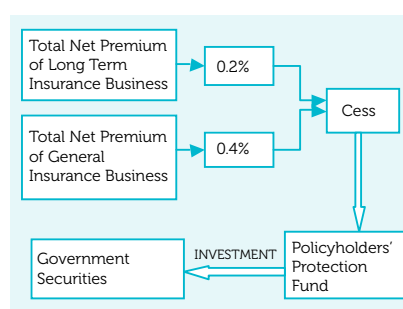 Total Net Premium
of Long Term
Insurance Business
0.2%
Cess
Total Net Premium
of General
Insurance Business
0.4%
Government
Securities
INVESTMENT
Policyholders’
Protection
Fund